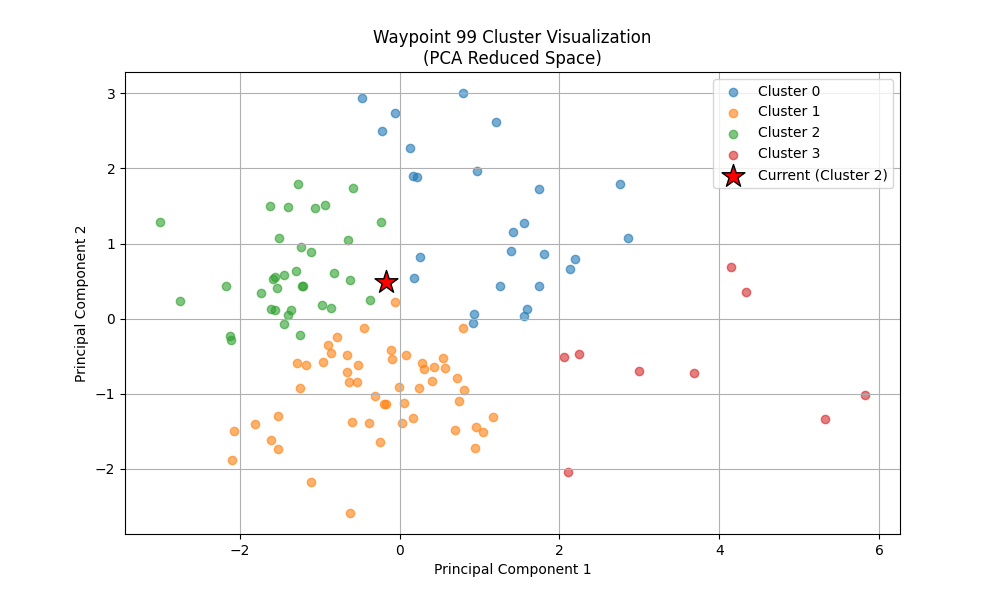 Waypoint 99 Cluster Visualization
(PCA Reduced Space)
Cluster 0
Cluster 1
Cluster 2
Cluster 3
Current (Cluster 2)
Principal Component 2
3
2
1
0
−1
−2
−2
0
2
4
6
Principal Component 1